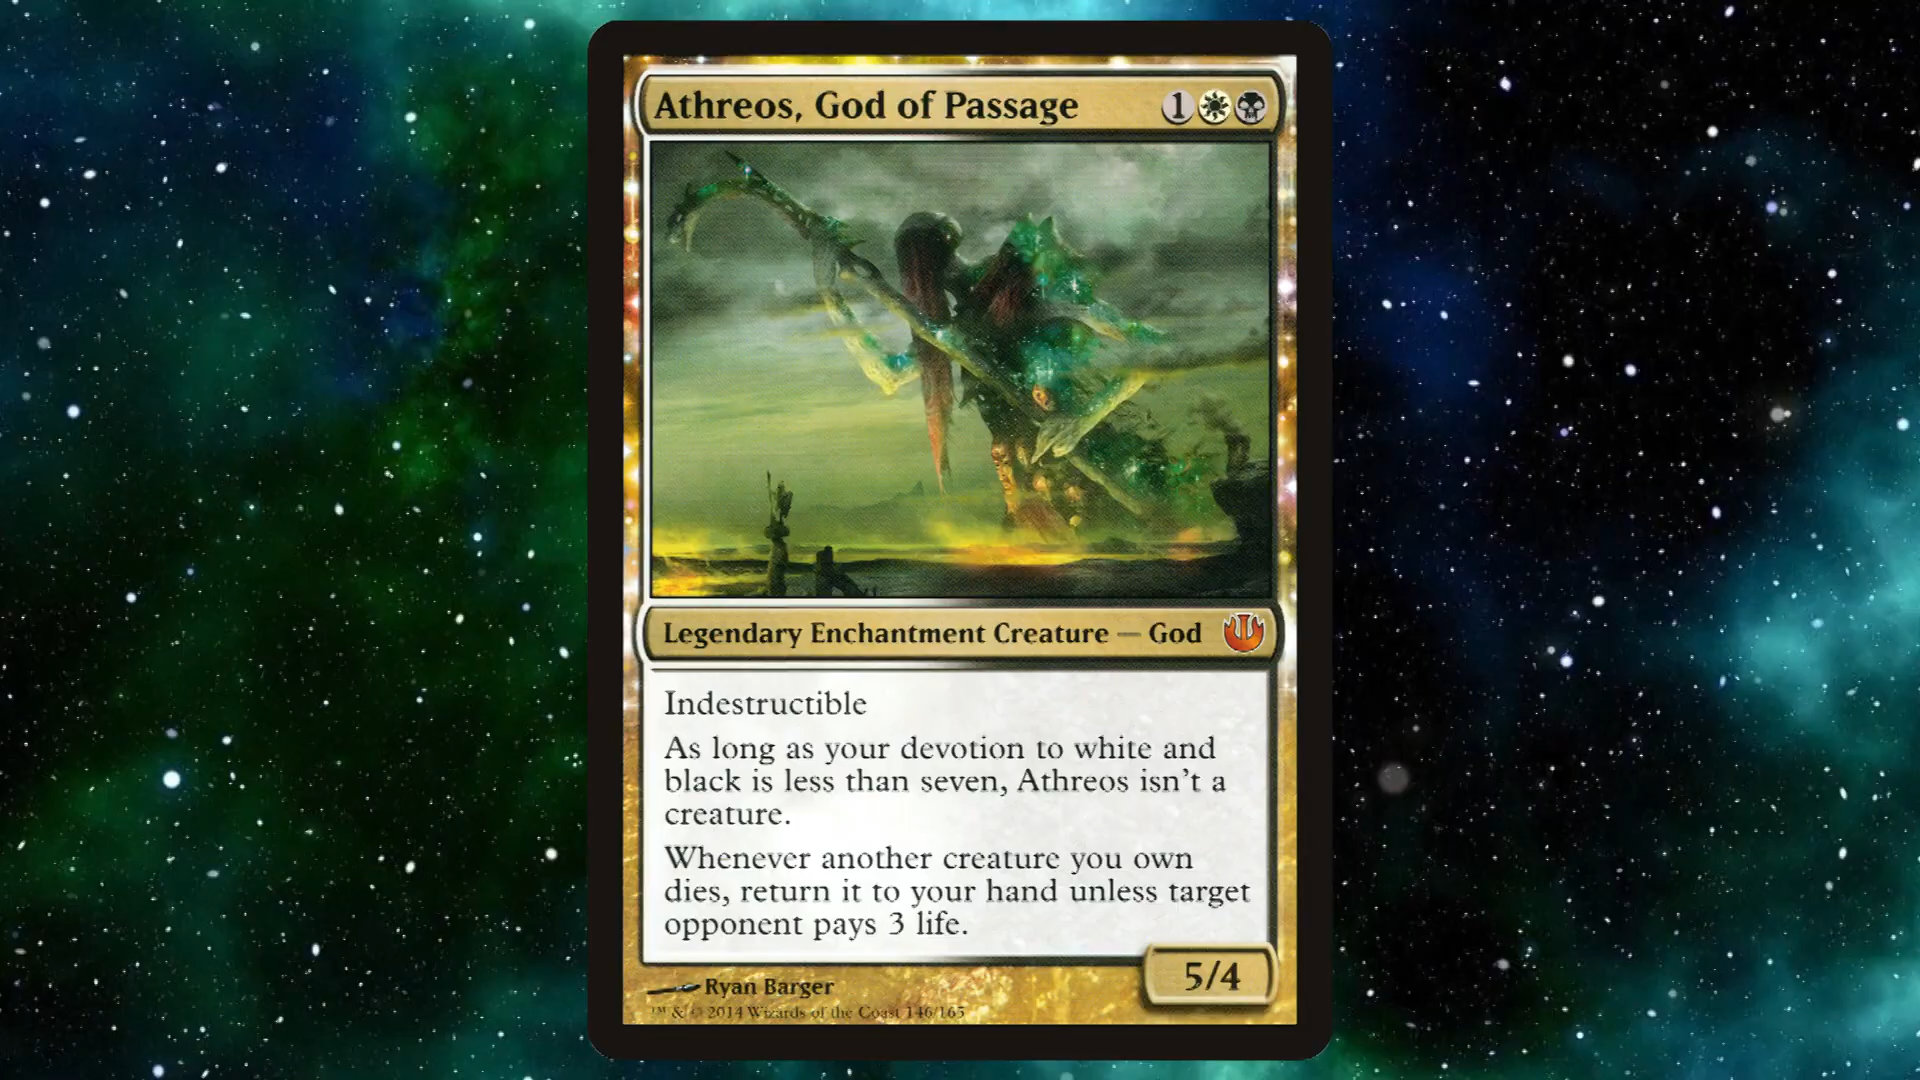 Athreos, God of Passage 1
Legendary Enchantment Creature — God
Indestructible
As long as your devotion to white and
black is less than seven, Athreos isn't a
creature.
Whenever another creature you own
dies, return it to your hand unless target
opponent pays 3 life.
5/4
Ryan Barger
™ & © 2014 Wizards of the Coast 146/165